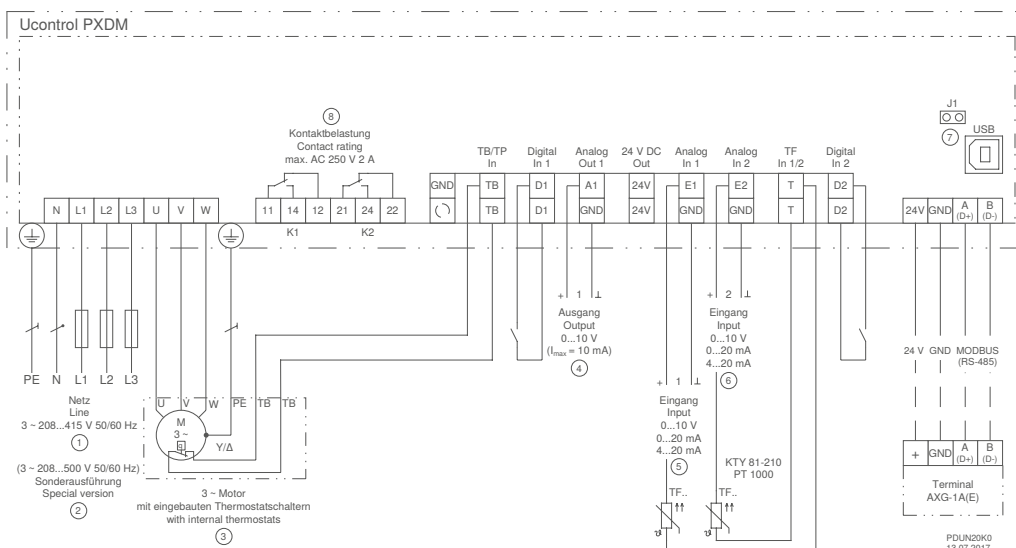 Ucontrol PXDM
8
Kontaktbelastung
Contact rating
max. AC 250 V 2 A
J1
7
USB
TB/TP In
Digital In 1
Analog Out 1
24 V DC Out
Analog In 1
Analog In 2
TF In 1/2
Digital In 2
GND TB D1 A1 24V E1 E2 T D2
N L1 L2 L3 U V W
11 14 12 21 24 22
TB D1 GND 24V GND GND T D2
24V GND A (D+) B (D-)
K1 K2
+ 1 ⊥
Ausgang
Output
0...10 V
(Imax = 10 mA)
4
+ 2 ⊥
Eingang
Input
0...10 V
0...20 mA
4...20 mA
6
24 V GND MODBUS
(RS-485)
PE N L1 L2 L3
Netz
Line
3 ~ 208...415 V 50/60 Hz
1
(3 ~ 208...500 V 50/60 Hz)
Sonderausführung
Special version
2
U V W PE TB TB
M
3 ~
Y/Δ
3 ~ Motor
mit eingebauten Thermostatschaltern
with internal thermostats
3
+ 1 ⊥
Eingang
Input
0...10 V
0...20 mA
4...20 mA
5
KTY 81-210
PT 1000
TF.. TF..
ϑ ϑ
+ GND A (D+) B (D-)
Terminal
AXG-1A(E)
PDUN20K0
13.07.2017